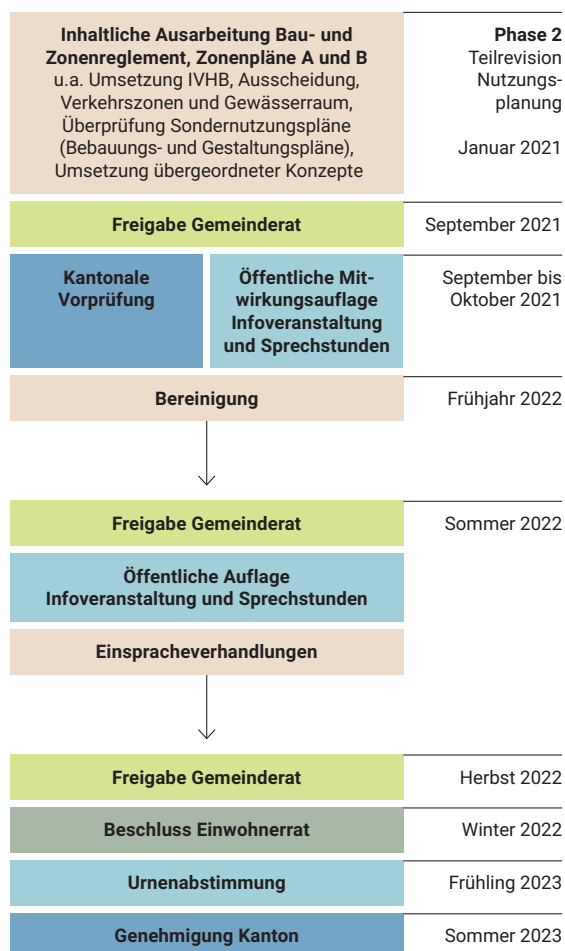 Inhaltliche Ausarbeitung Bau- und
Zonenreglement, Zonenpläne A und B
u.a. Umsetzung IVHB, Ausscheidung,
Verkehrszonen und Gewässerraum,
Überprüfung Sondernutzungspläne
(Bebauungs- und Gestaltungspläne),
Umsetzung übergeordneter Konzepte
Phase 2
Teilrevision
Nutzungs-
planung
Januar 2021
Freigabe Gemeinderat
September 2021
Kantonale
Vorprüfung
Öffentliche Mit-
wirkungsauflage
Infoveranstaltung
und Sprechstunden
September bis
Oktober 2021
Bereinigung
Frühjahr 2022
Freigabe Gemeinderat
Sommer 2022
Öffentliche Auflage
Infoveranstaltung und Sprechstunden
Einspracheverhandlungen
Freigabe Gemeinderat
Herbst 2022
Beschluss Einwohnerrat
Winter 2022
Urnenabstimmung
Frühling 2023
Genehmigung Kanton
Sommer 2023